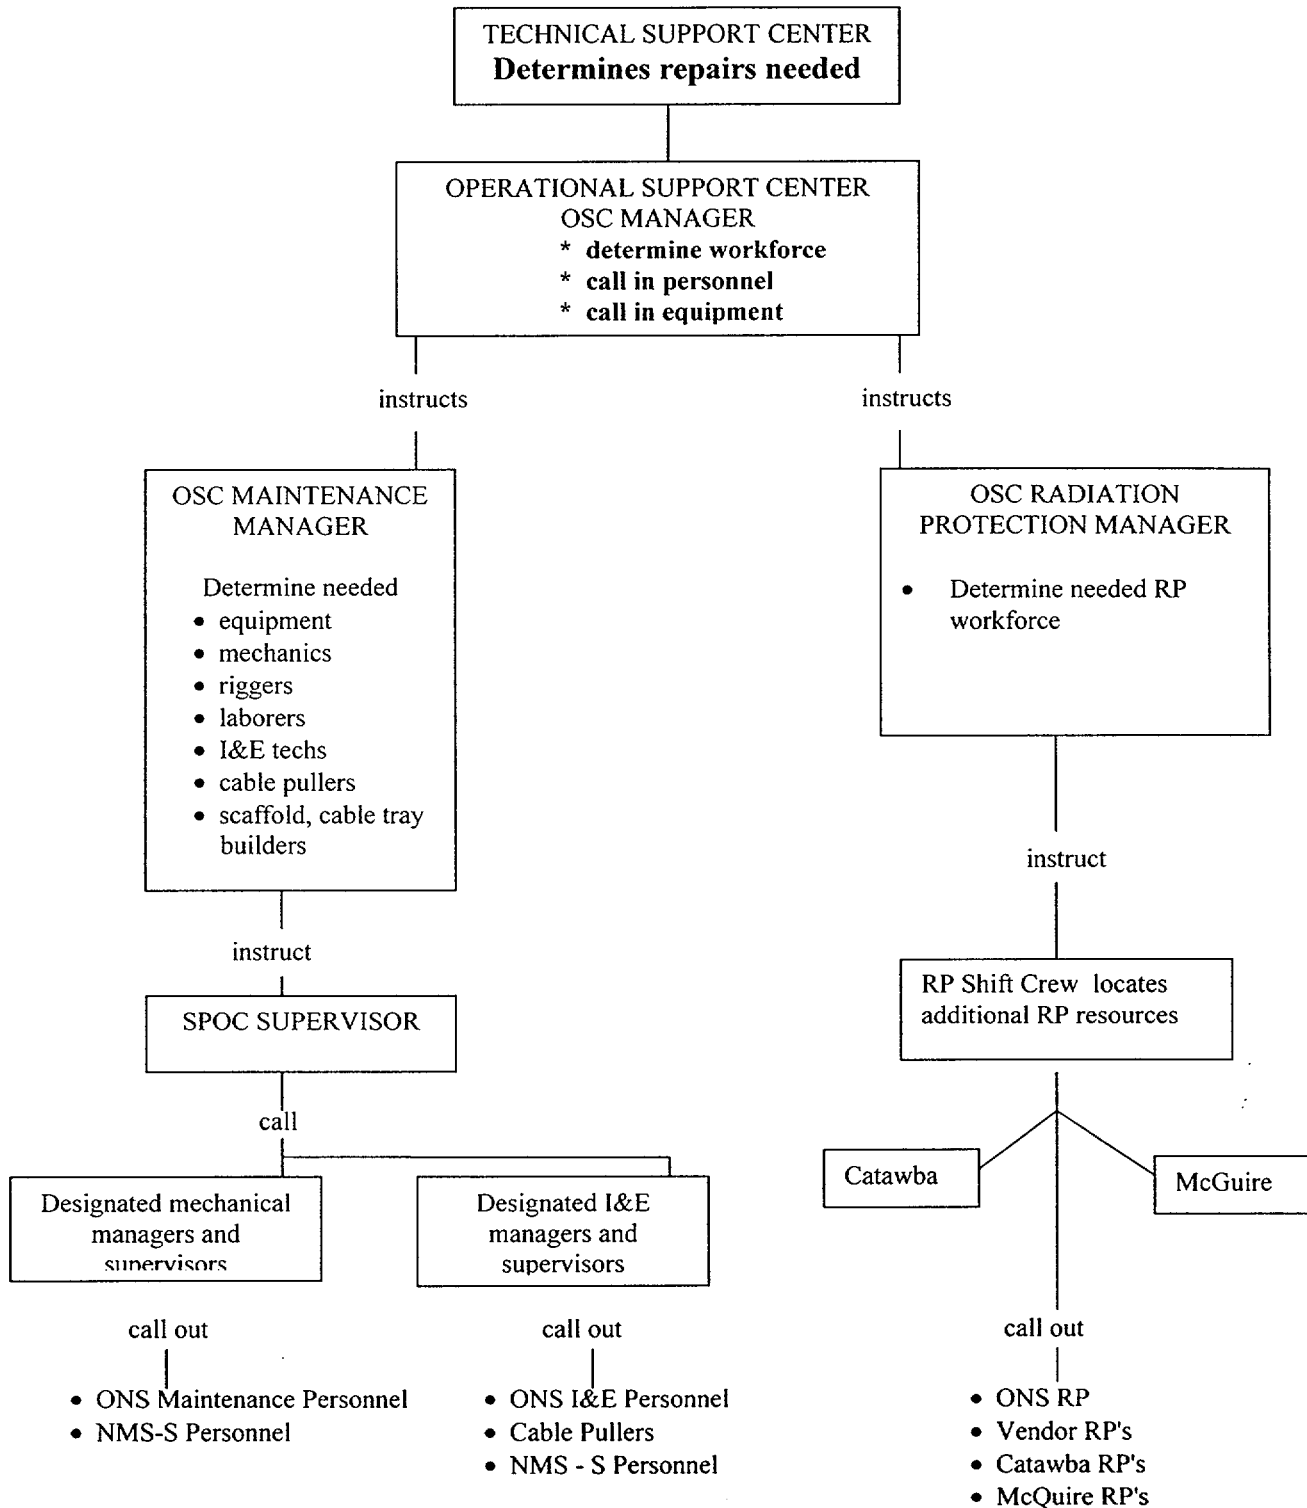 TECHNICAL SUPPORT CENTER
Determines repairs needed
OPERATIONAL SUPPORT CENTER
OSC MANAGER
* determine workforce
* call in personnel
* call in equipment
instructs
instructs
OSC MAINTENANCE
MANAGER
Determine needed
• equipment
• mechanics
• riggers
• laborers
• I&E techs
• cable pullers
• scaffold, cable tray
builders
OSC RADIATION
PROTECTION MANAGER
• Determine needed RP
workforce
instruct
instruct
SPOC SUPERVISOR
RP Shift Crew locates
additional RP resources
call
Catawba
McGuire
Designated mechanical
managers and
supervisors
Designated I&E
managers and
supervisors
call out
• ONS Maintenance Personnel
• NMS-S Personnel
call out
• ONS I&E Personnel
• Cable Pullers
• NMS - S Personnel
call out
• ONS RP
• Vendor RP's
• Catawba RP's
• McQuire RP's